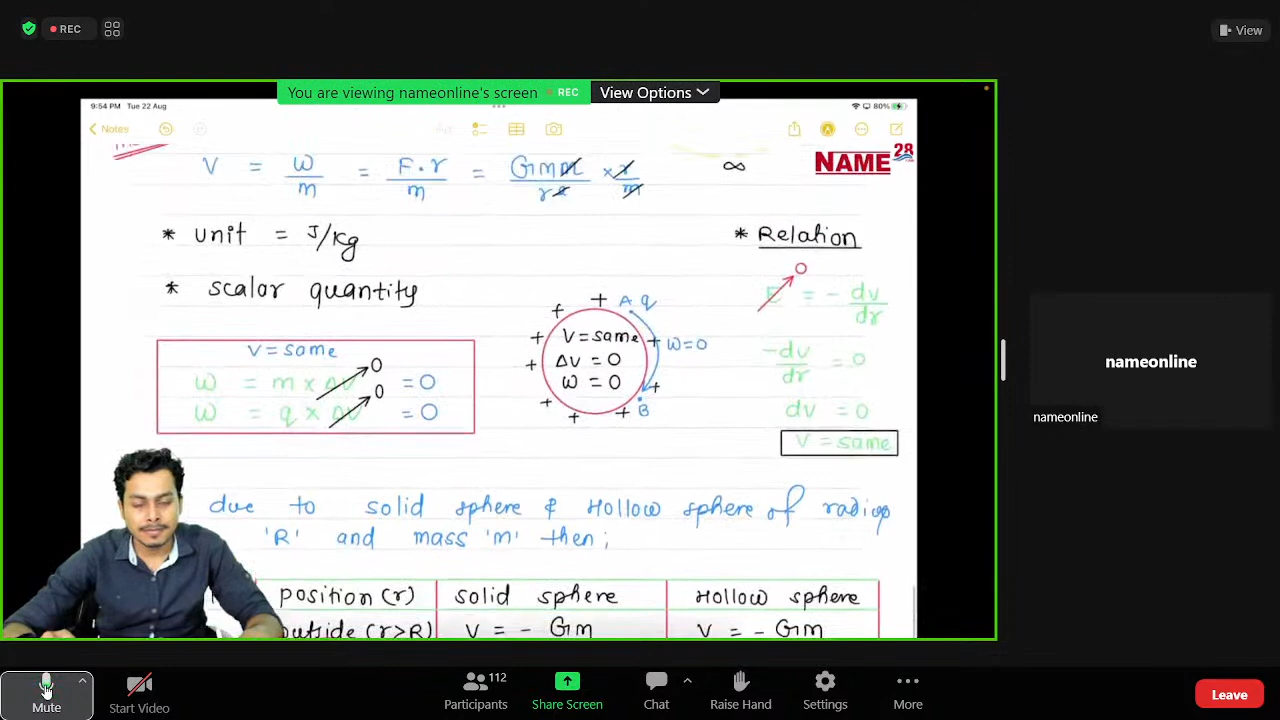 REC
View
You are viewing nameonline's screen REC View Options
9:54 PM Tue 22 Aug
80%
Notes
NAME 28
V = W/m = F.r/m = Gmm/r² × r/m
∞
* unit = J/kg
* Relation
* scalar quantity
E = - dv/dr
0
+ + + + + + + + + + +
A q
V = same
ΔV = 0
W = 0
W=0
B
V = same
W = m × ΔV = 0
0
W = q × ΔV = 0
0
-dv/dr = 0
dv = 0
V = same
due to solid sphere & Hollow sphere of radius
'R' and mass 'm' then;
position (r) solid sphere Hollow sphere
outside (r>R) V = - Gm V = - Gm
nameonline
nameonline
Mute
Start Video
Participants 112
Share Screen
Chat
Raise Hand
Settings
More
Leave